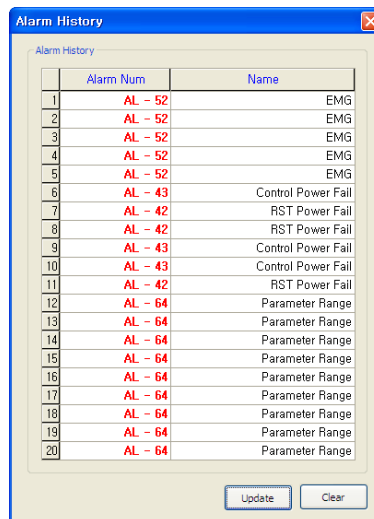 Alarm History
Alarm History
Alarm Num Name
1 AL - 52 EMG
2 AL - 52 EMG
3 AL - 52 EMG
4 AL - 52 EMG
5 AL - 52 EMG
6 AL - 43 Control Power Fail
7 AL - 42 RST Power Fail
8 AL - 42 RST Power Fail
9 AL - 43 Control Power Fail
10 AL - 43 Control Power Fail
11 AL - 42 RST Power Fail
12 AL - 64 Parameter Range
13 AL - 64 Parameter Range
14 AL - 64 Parameter Range
15 AL - 64 Parameter Range
16 AL - 64 Parameter Range
17 AL - 64 Parameter Range
18 AL - 64 Parameter Range
19 AL - 64 Parameter Range
20 AL - 64 Parameter Range
Update Clear